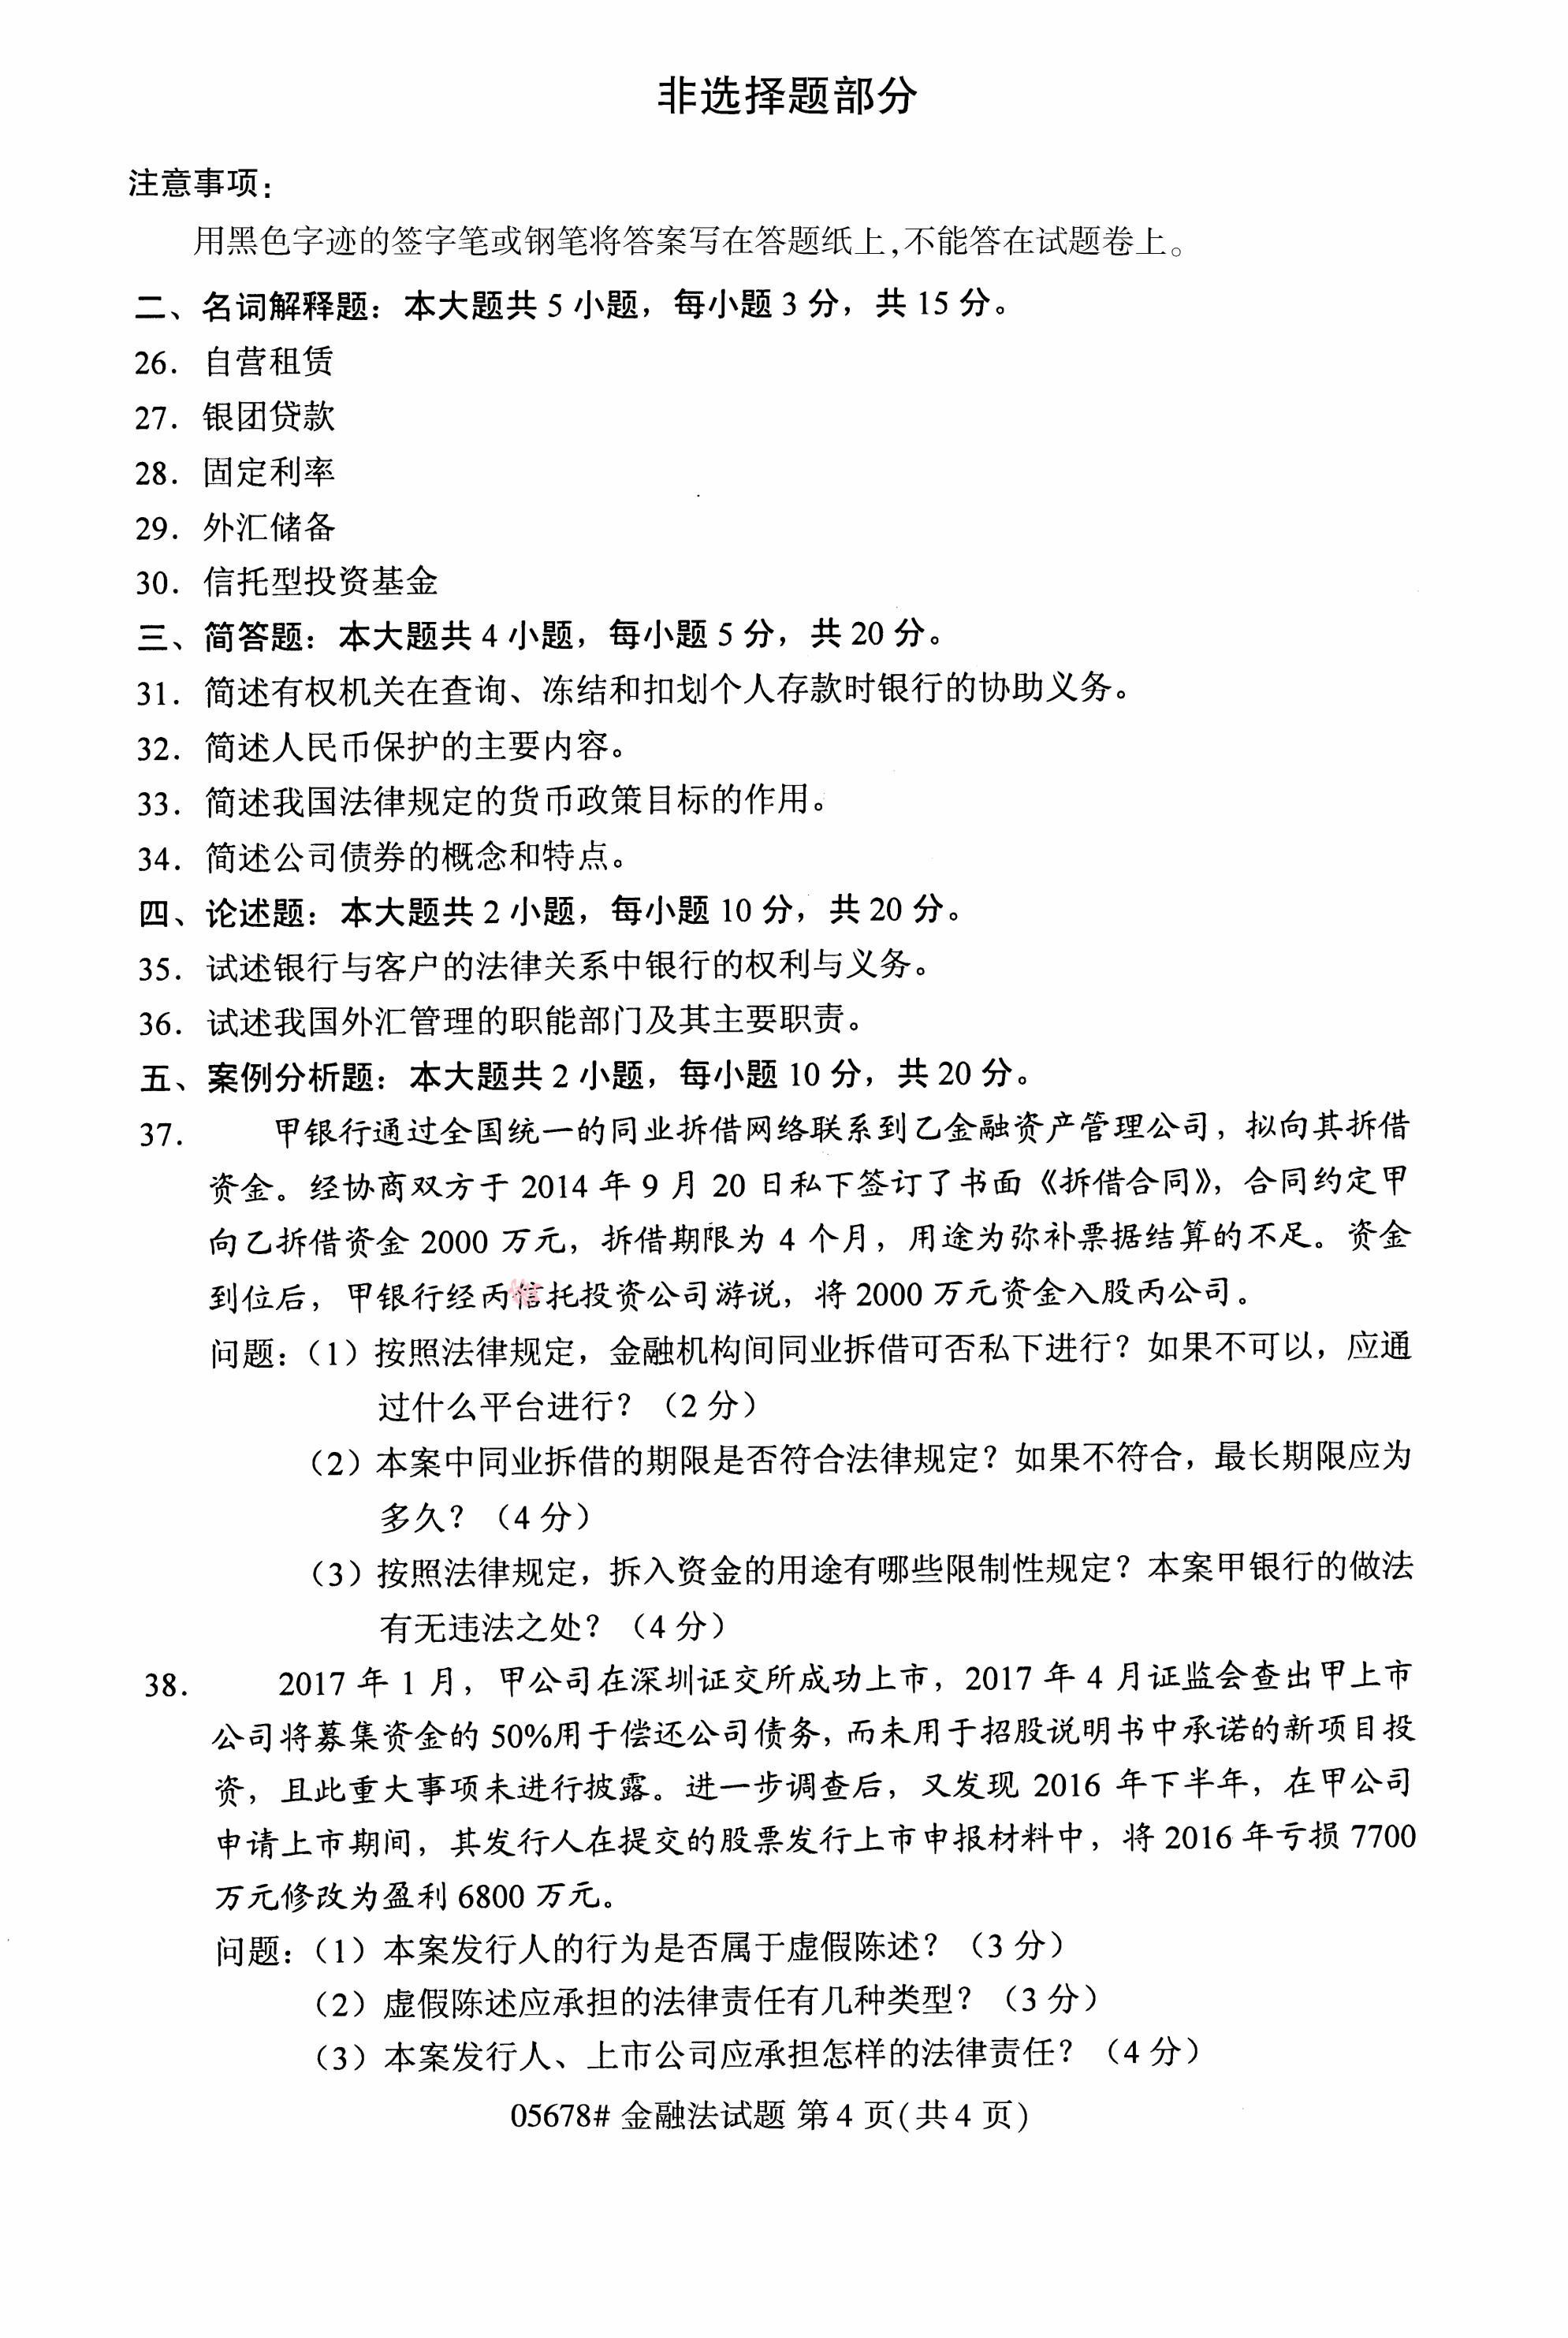 非选择题部分
注意事项：
用黑色字迹的签字笔或钢笔将答案写在答题纸上,不能答在试题卷上。
二、名词解释题：本大题共 5 小题，每小题 3 分，共 15 分。
26．自营租赁
27．银团贷款
28．固定利率
29．外汇储备
30．信托型投资基金
三、简答题：本大题共 4 小题，每小题 5 分，共 20 分。
31．简述有权机关在查询、冻结和扣划个人存款时银行的协助义务。
32．简述人民币保护的主要内容。
33．简述我国法律规定的货币政策目标的作用。
34．简述公司债券的概念和特点。
四、论述题：本大题共 2 小题，每小题 10 分，共 20 分。
35．试述银行与客户的法律关系中银行的权利与义务。
36．试述我国外汇管理的职能部门及其主要职责。
五、案例分析题：本大题共 2 小题，每小题 10 分，共 20 分。
37．甲银行通过全国统一的同业拆借网络联系到乙金融资产管理公司，拟向其拆借
资金。经协商双方于 2014 年 9 月 20 日私下签订了书面《拆借合同》，合同约定甲
向乙拆借资金 2000 万元，拆借期限为 4 个月，用途为弥补票据结算的不足。资金
到位后，甲银行经丙信托投资公司游说，将 2000 万元资金入股丙公司。
问题：（1）按照法律规定，金融机构间同业拆借可否私下进行？如果不可以，应通
过什么平台进行？（2 分）
（2）本案中同业拆借的期限是否符合法律规定？如果不符合，最长期限应为
多久？（4 分）
（3）按照法律规定，拆入资金的用途有哪些限制性规定？本案甲银行的做法
有无违法之处？（4 分）
38．2017 年 1 月，甲公司在深圳证交所成功上市，2017 年 4 月证监会查出甲上市
公司将募集资金的 50%用于偿还公司债务，而未用于招股说明书中承诺的新项目投
资，且此重大事项未进行披露。进一步调查后，又发现 2016 年下半年，在甲公司
申请上市期间，其发行人在提交的股票发行上市申报材料中，将 2016 年亏损 7700
万元修改为盈利 6800 万元。
问题：（1）本案发行人的行为是否属于虚假陈述？（3 分）
（2）虚假陈述应承担的法律责任有几种类型？（3 分）
（3）本案发行人、上市公司应承担怎样的法律责任？（4 分）
05678# 金融法试题 第 4 页(共 4 页)